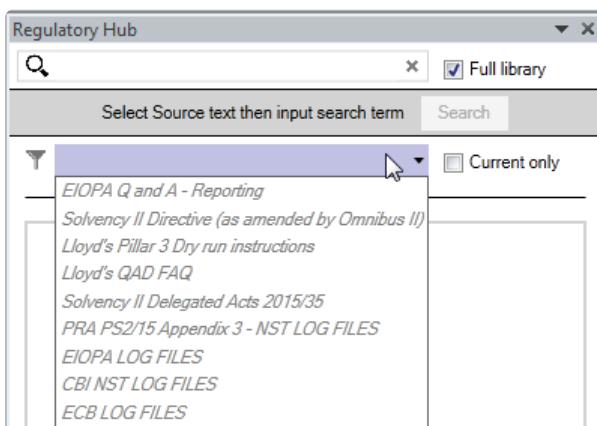 Regulatory Hub
Full library
Select Source text then input search term Search
Current only
EIOPA Q and A - Reporting
Solvency II Directive (as amended by Omnibus II)
Lloyd's Pillar 3 Dry run instructions
Lloyd's QAD FAQ
Solvency II Delegated Acts 2015/35
PRA PS2/15 Appendix 3 - NST LOG FILES
EIOPA LOG FILES
CBI NST LOG FILES
ECB LOG FILES